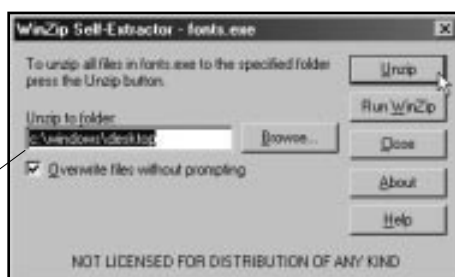 WinZip Self-Extractor - fonts.exe
To unzip all files in fonts.exe to the specified folder
press the Unzip button.
Unzip to folder
c:\windows\desktop
Browse...
Overwrite files without prompting
Unzip
Run WinZip
Close
About
Help
NOT LICENSED FOR DISTRIBUTION OF ANY KIND